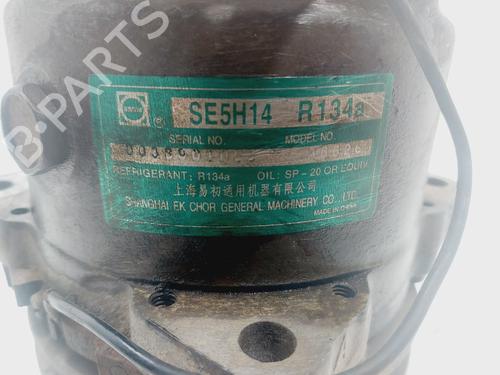 B-PARTS
SE5H14 R134a
SERIAL NO. MODEL NO.
REFRIGERANT: R134a OIL: SP-20 OR EQUIV
上海易初通用机器有限公司
SHANGHAI EK CHOR GENERAL MACHINERY CO., LTD.
MADE IN CHINA